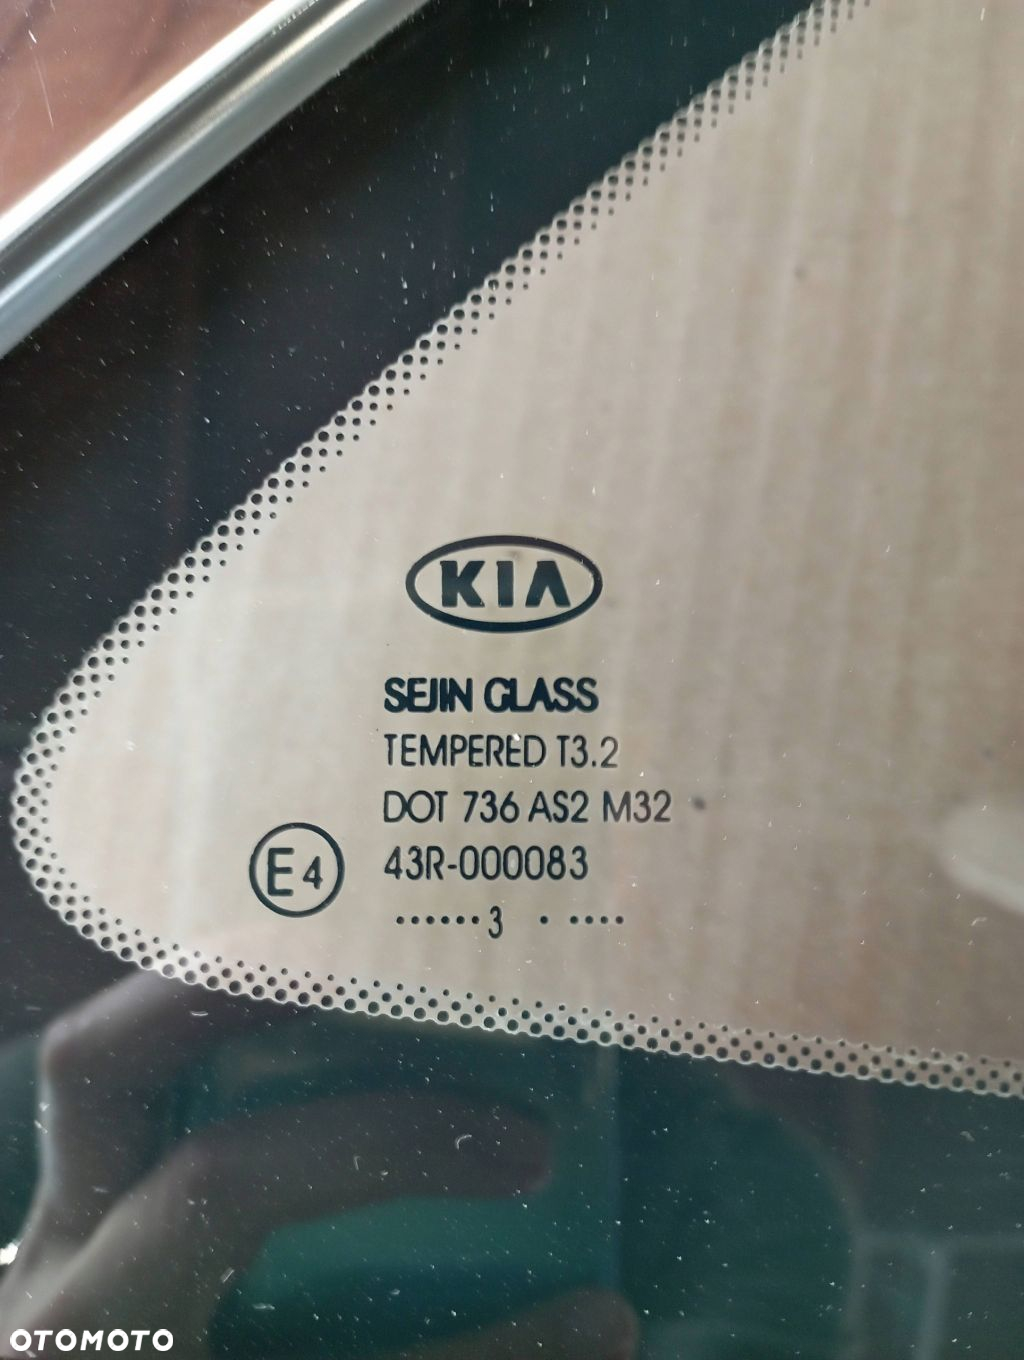 KIA
SEJIN GLASS
TEMPERED T3.2
DOT 736 AS2 M32
E4
43R-000083
••••••3 • ••••
OTOMOTO